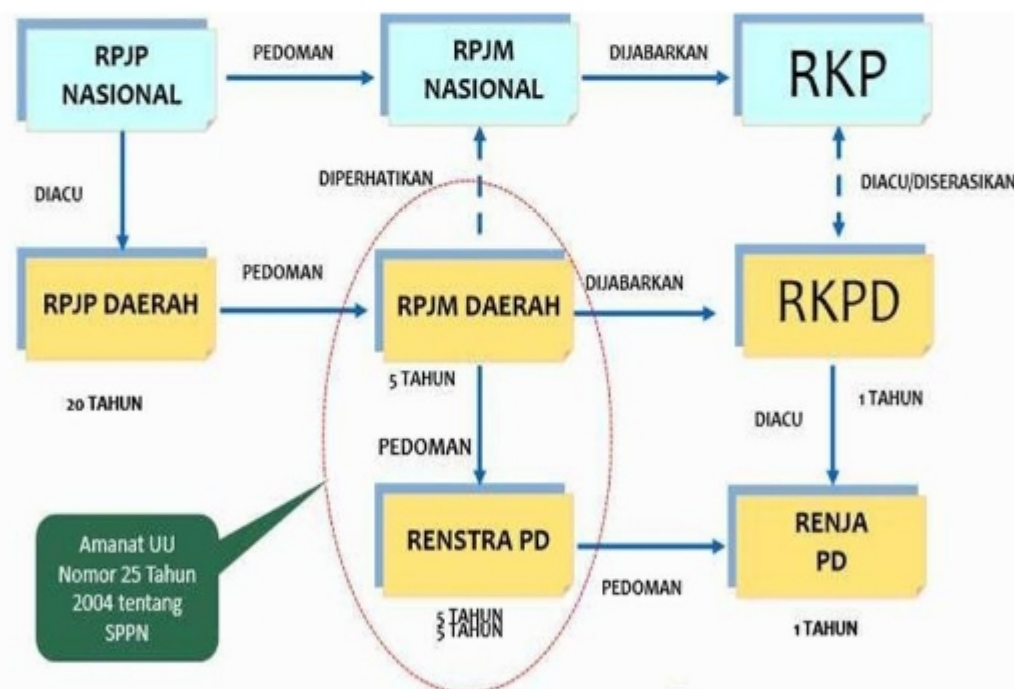 RPJP
NASIONAL
PEDOMAN
RPJM
NASIONAL
DIJABARKAN
RKP
DIACU
DIPERHATIKAN
DIACU/DISERASIKAN
RPJP DAERAH
PEDOMAN
RPJM DAERAH
DIJABARKAN
RKPD
20 TAHUN
5 TAHUN
1 TAHUN
PEDOMAN
DIACU
Amanat UU
Nomor 25 Tahun
2004 tentang
SPPN
RENSTRA PD
PEDOMAN
RENJA
PD
5 TAHUN
5 TAHUN
1 TAHUN